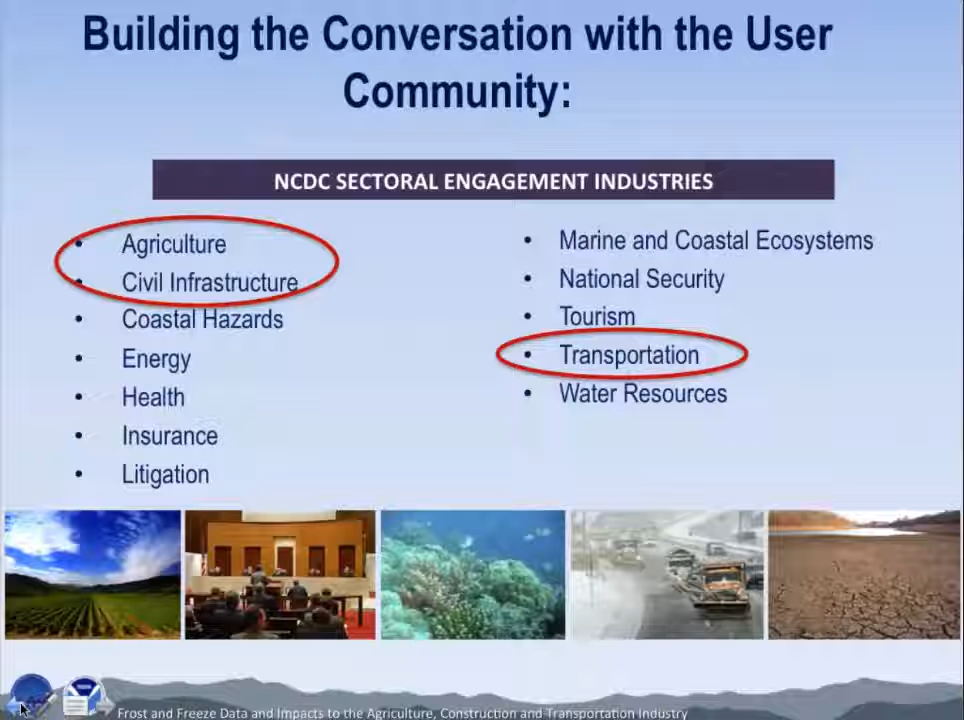 Building the Conversation with the User
Community:
NCDC SECTORAL ENGAGEMENT INDUSTRIES
• Agriculture
• Civil Infrastructure
• Coastal Hazards
• Energy
• Health
• Insurance
• Litigation
• Marine and Coastal Ecosystems
• National Security
• Tourism
• Transportation
• Water Resources
Frost and Freeze Data and Impacts to the Agriculture, Construction and Transportation Industry